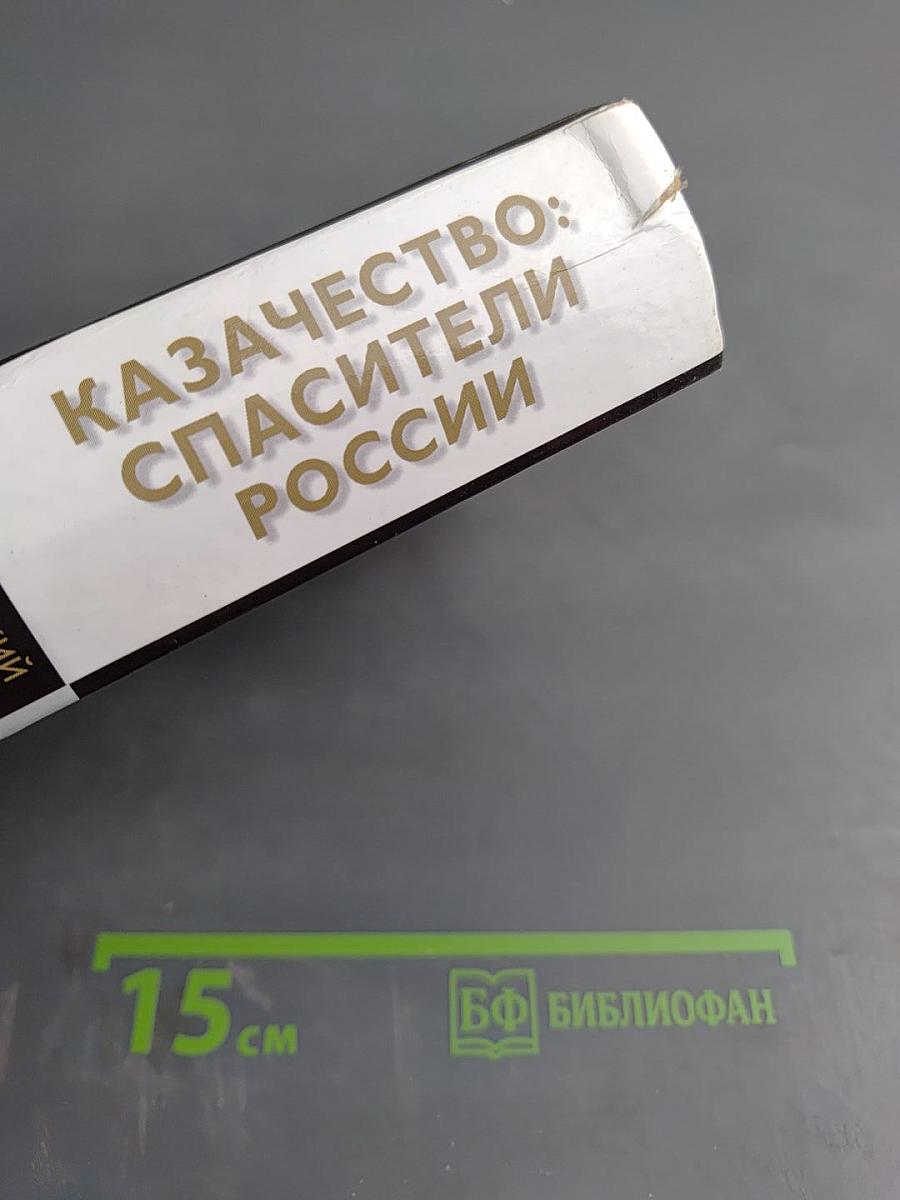 КАЗАЧЕСТВО:
СПАСИТЕЛИ
РОССИИ
15 см
БФ БИБЛИОФАН